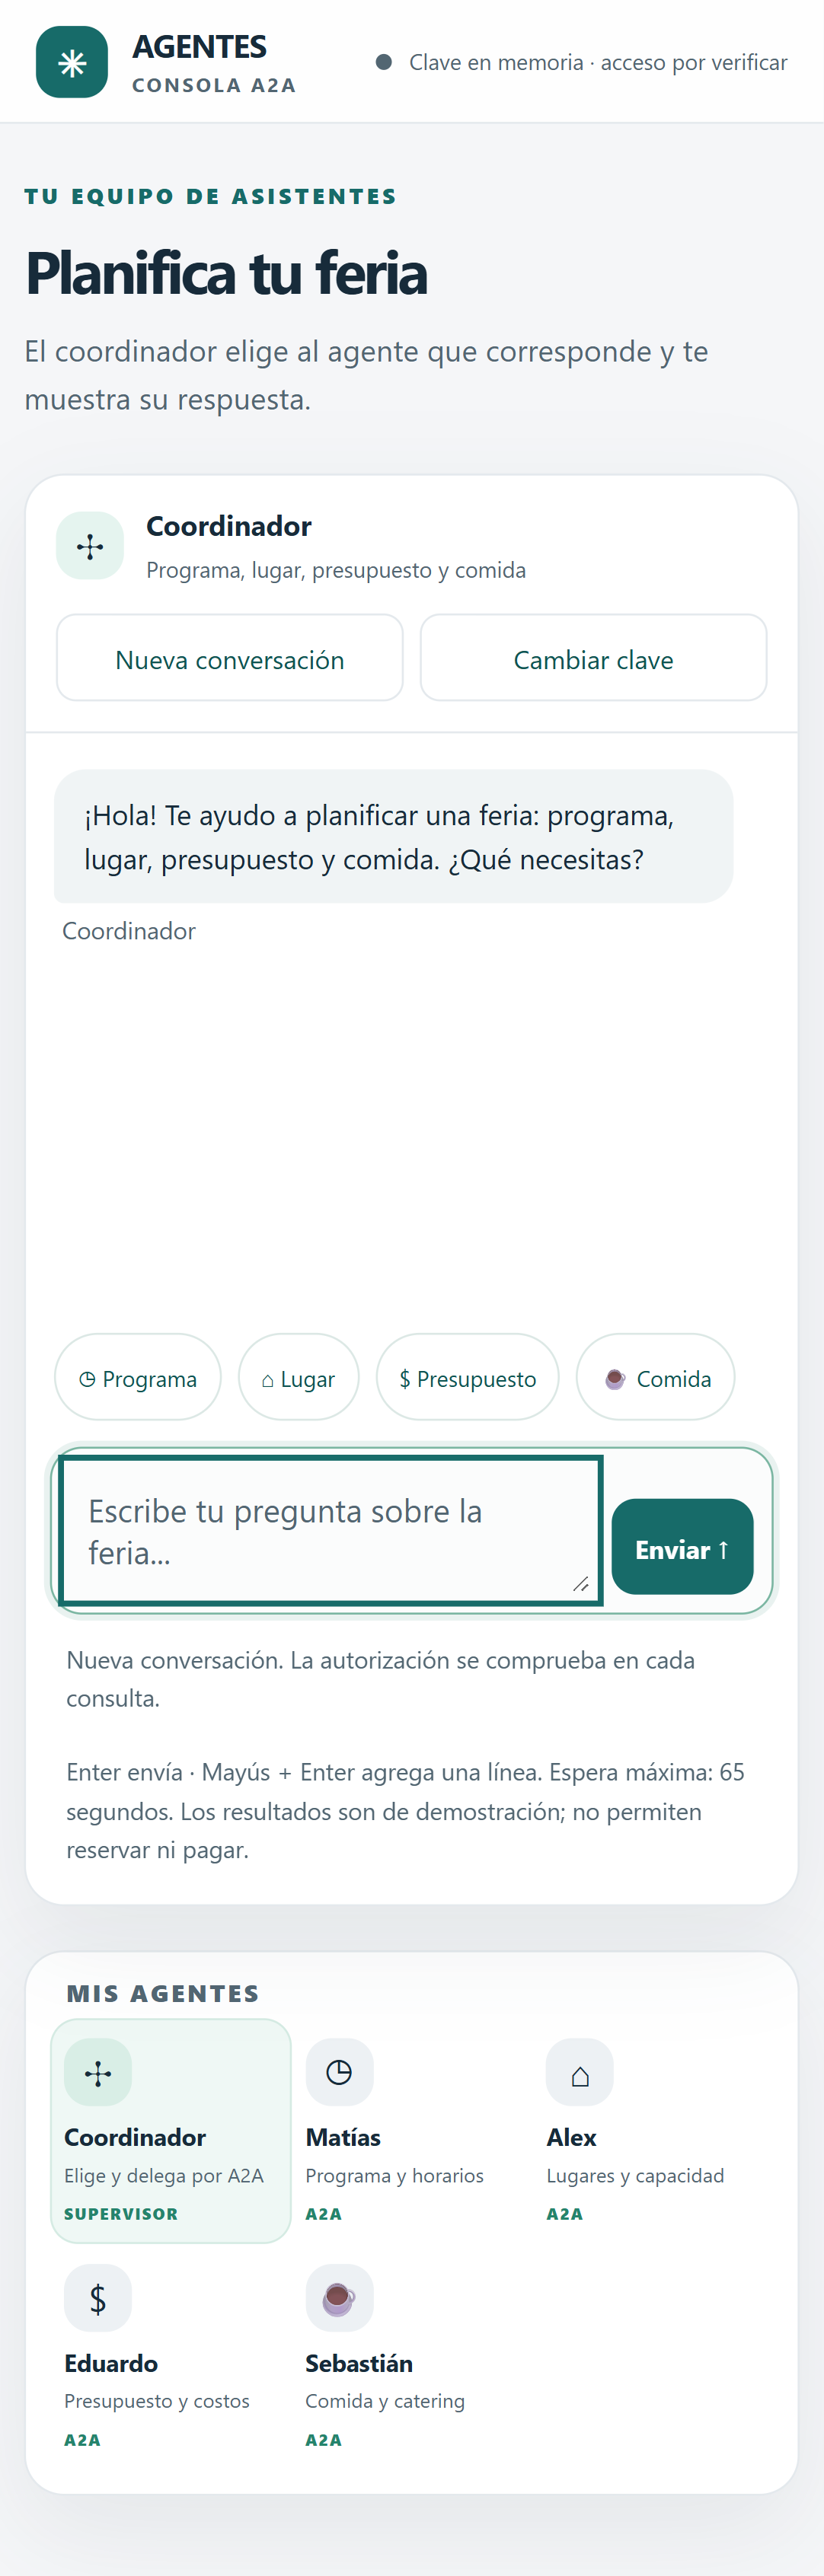 AGENTES
CONSOLA A2A
Clave en memoria · acceso por verificar
TU EQUIPO DE ASISTENTES
Planifica tu feria
El coordinador elige al agente que corresponde y te
muestra su respuesta.
Coordinador
Programa, lugar, presupuesto y comida
Nueva conversación
Cambiar clave
¡Hola! Te ayudo a planificar una feria: programa,
lugar, presupuesto y comida. ¿Qué necesitas?
Coordinador
Programa
Lugar
$ Presupuesto
Comida
Escribe tu pregunta sobre la
feria...
Enviar ↑
Nueva conversación. La autorización se comprueba en cada
consulta.
Enter envía · Mayús + Enter agrega una línea. Espera máxima: 65
segundos. Los resultados son de demostración; no permiten
reservar ni pagar.
MIS AGENTES
Coordinador
Elige y delega por A2A
SUPERVISOR
Matías
Programa y horarios
A2A
Alex
Lugares y capacidad
A2A
$
Eduardo
Presupuesto y costos
A2A
Sebastián
Comida y catering
A2A